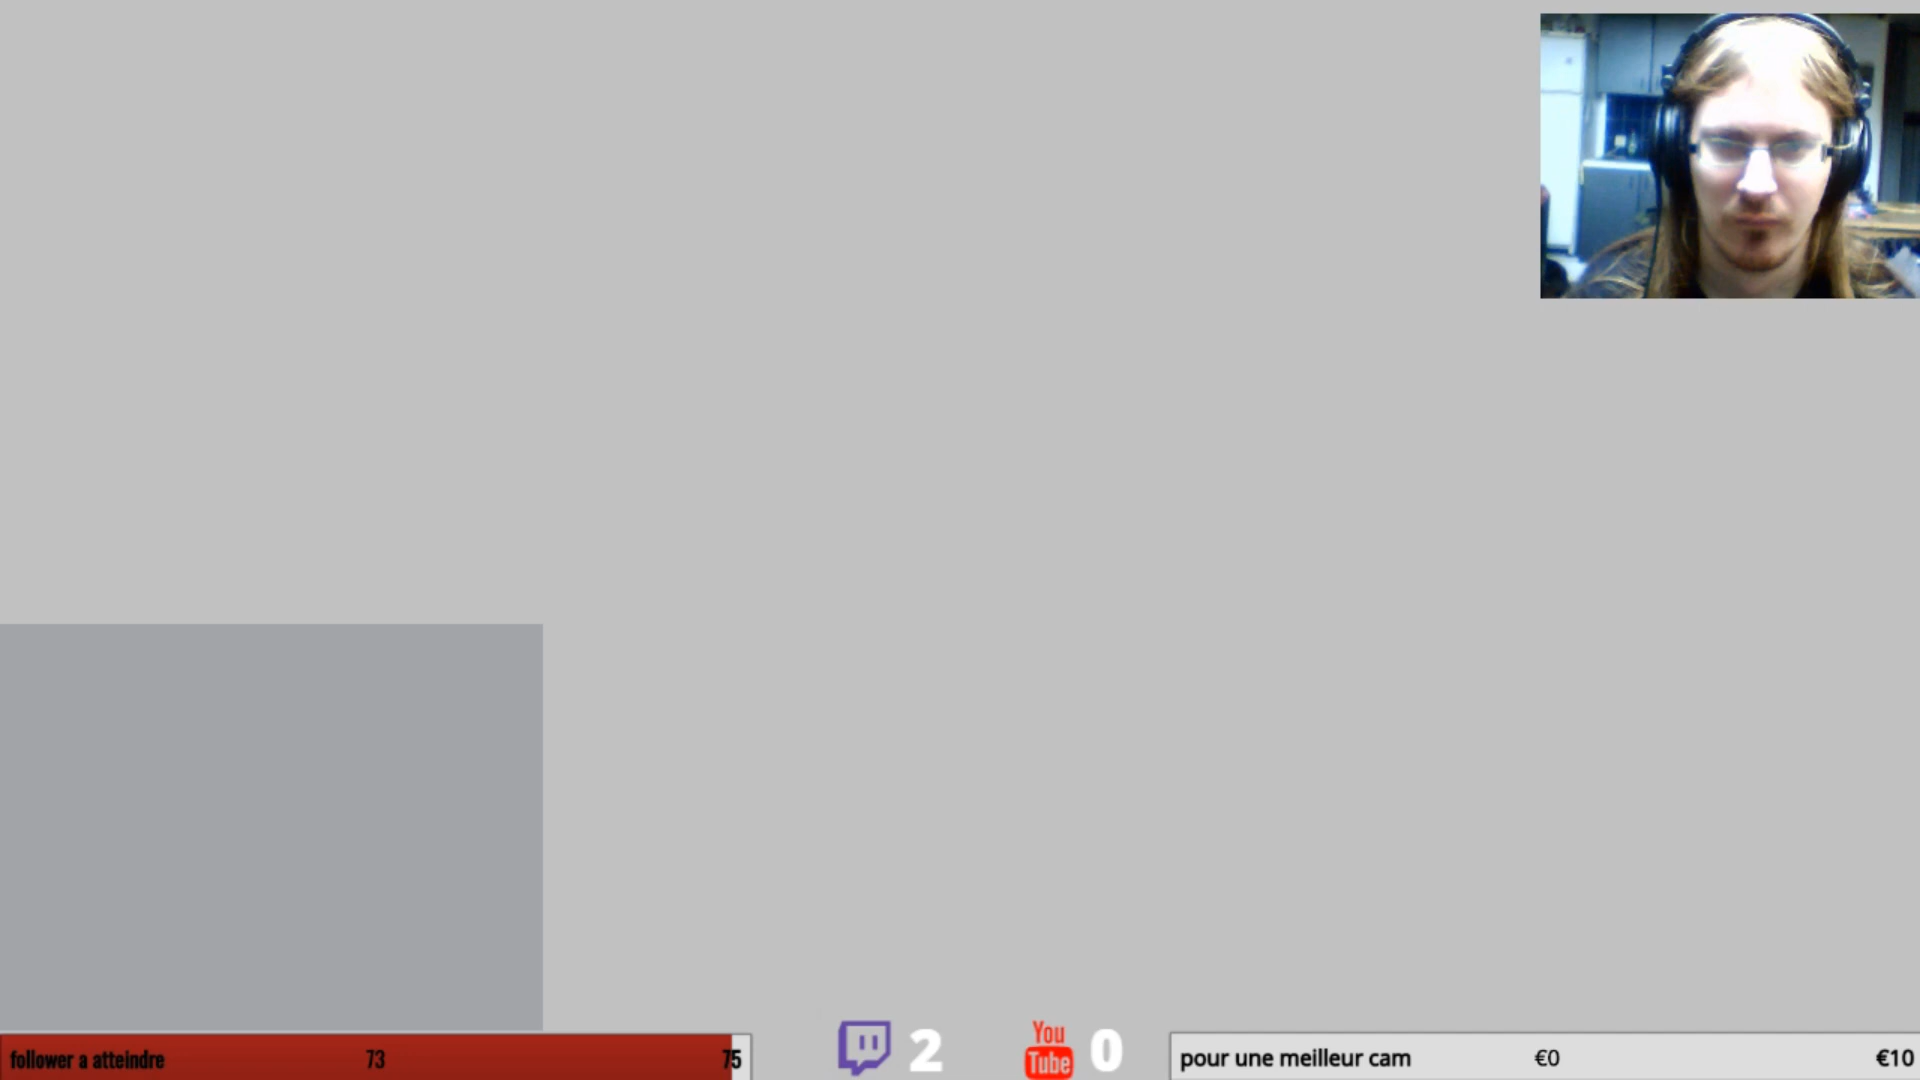 follower a atteindre 73 75
2
You Tube 0
pour une meilleur cam €0 €10